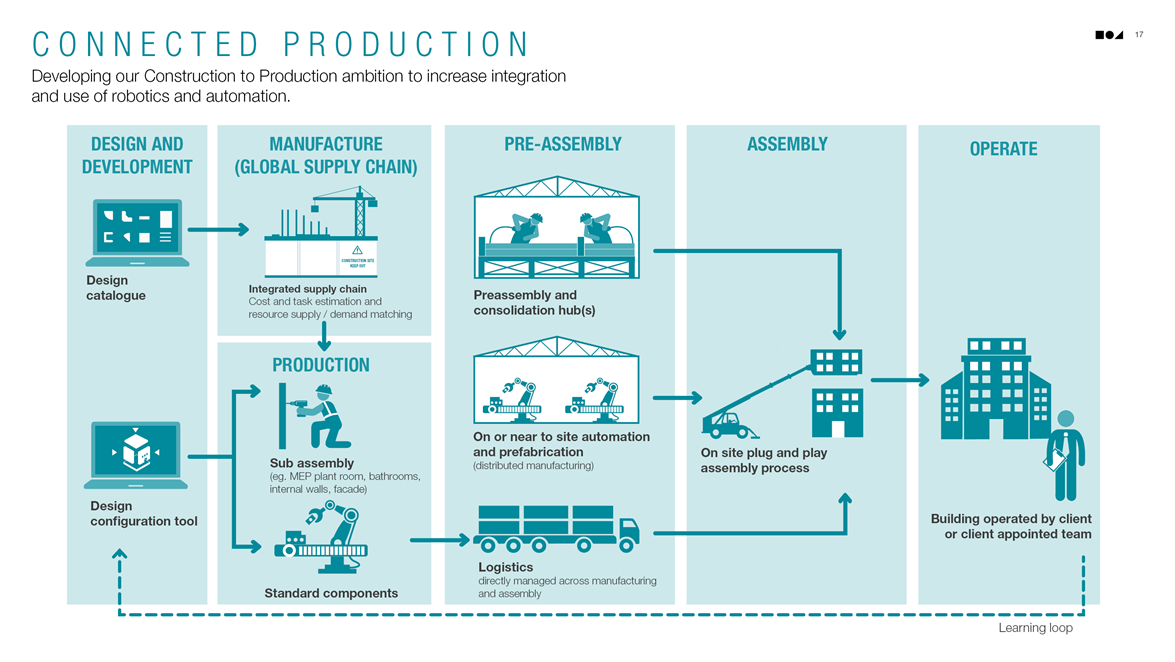 CONNECTED PRODUCTION
17
Developing our Construction to Production ambition to increase integration
and use of robotics and automation.
DESIGN AND
DEVELOPMENT
Design
catalogue
Design
configuration tool
MANUFACTURE
(GLOBAL SUPPLY CHAIN)
CONSTRUCTION SITE
KEEP OUT
Integrated supply chain
Cost and task estimation and
resource supply / demand matching
PRODUCTION
Sub assembly
(eg. MEP plant room, bathrooms,
internal walls, facade)
Standard components
PRE-ASSEMBLY
Preassembly and
consolidation hub(s)
On or near to site automation
and prefabrication
(distributed manufacturing)
Logistics
directly managed across manufacturing
and assembly
ASSEMBLY
On site plug and play
assembly process
OPERATE
Building operated by client
or client appointed team
Learning loop